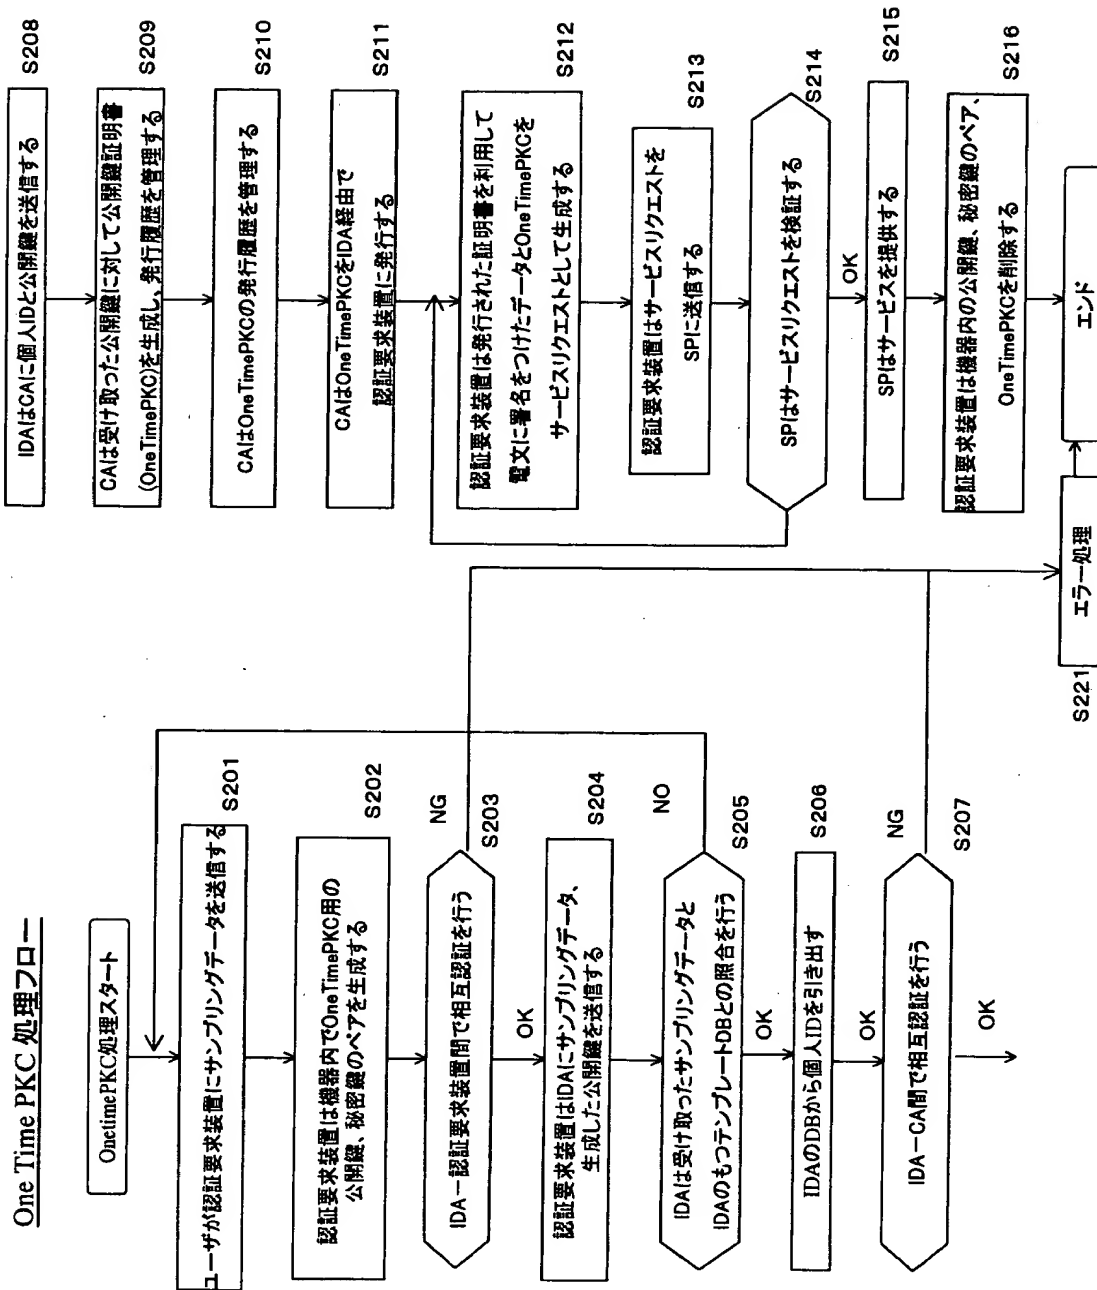 One Time PKC 処理フロー
OnetimePKC処理スタート
ユーザが認証要求装置にサンプリングデータを送信する
S201
認証要求装置は機器内でOneTimePKC用の
公開鍵、秘密鍵のペアを生成する
S202
IDA－認証要求装置間で相互認証を行う
NG
S203
OK
認証要求装置はIDAにサンプリングデータ、
生成した公開鍵を送信する
S204
IDAは受け取ったサンプリングデータと
IDAのもつテンプレートDBとの照合を行う
NO
S205
OK
IDAのDBから個人IDを引き出す
S206
OK
IDA－CA間で相互認証を行う
NG
S207
OK
IDAはCAに個人IDと公開鍵を送信する
S208
CAは受け取った公開鍵に対して公開鍵証明書
(OneTimePKC)を生成し、発行履歴を管理する
S209
CAはOneTimePKCの発行履歴を管理する
S210
CAはOneTimePKCをIDA経由で
認証要求装置に発行する
S211
認証要求装置は発行された証明書を利用して
電文に署名をつけたデータとOneTimePKCを
サービスリクエストとして生成する
S212
認証要求装置はサービスリクエストを
SPに送信する
S213
SPはサービスリクエストを検証する
S214
OK
SPはサービスを提供する
S215
認証要求装置は機器内の公開鍵、秘密鍵のペア、
OneTimePKCを削除する
S216
エラー処理
S221
エンド